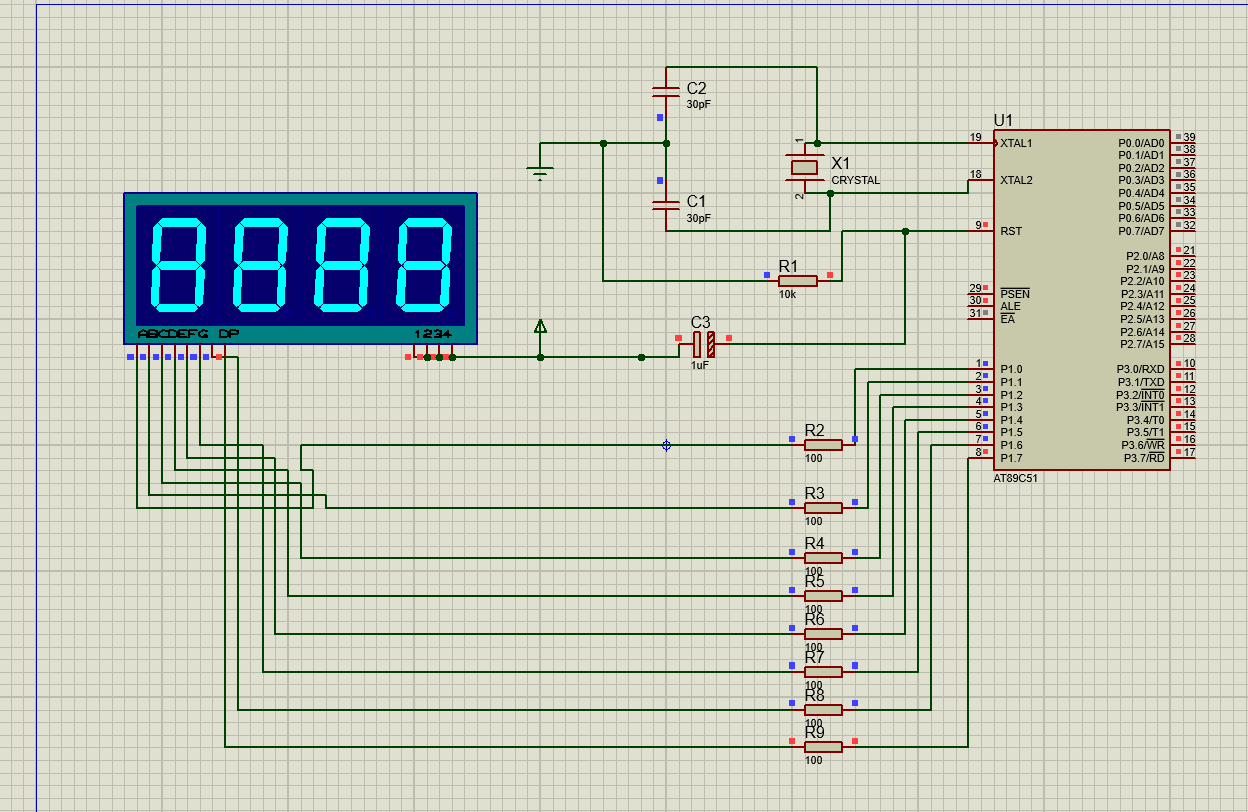 C2
30pF
C1
30pF
1
X1
CRYSTAL
2
R1
10k
C3
1uF
8888
ABCDEFG DP
1234
U1
19 XTAL1
18 XTAL2
9 RST
29 PSEN
30 ALE
31 EA
1 P1.0
2 P1.1
3 P1.2
4 P1.3
5 P1.4
6 P1.5
7 P1.6
8 P1.7
P0.0/AD0 39
P0.1/AD1 38
P0.2/AD2 37
P0.3/AD3 36
P0.4/AD4 35
P0.5/AD5 34
P0.6/AD6 33
P0.7/AD7 32
P2.0/A8 21
P2.1/A9 22
P2.2/A10 23
P2.3/A11 24
P2.4/A12 25
P2.5/A13 26
P2.6/A14 27
P2.7/A15 28
P3.0/RXD 10
P3.1/TXD 11
P3.2/INT0 12
P3.3/INT1 13
P3.4/T0 14
P3.5/T1 15
P3.6/WR 16
P3.7/RD 17
AT89C51
R2
100
R3
100
R4
100
R5
100
R6
100
R7
100
R8
100
R9
100